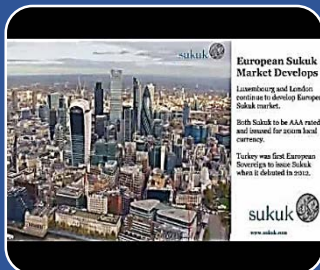 sukuk
European Sukuk
Market Develops
Luxembourg and London
continue to develop European
Sukuk market.
Both Sukuk to be AAA rated
and issued for 200m local
currency.
Turkey was first European
Sovereign to issue Sukuk
when it debuted in 2012.
sukuk
www.sukuk.com